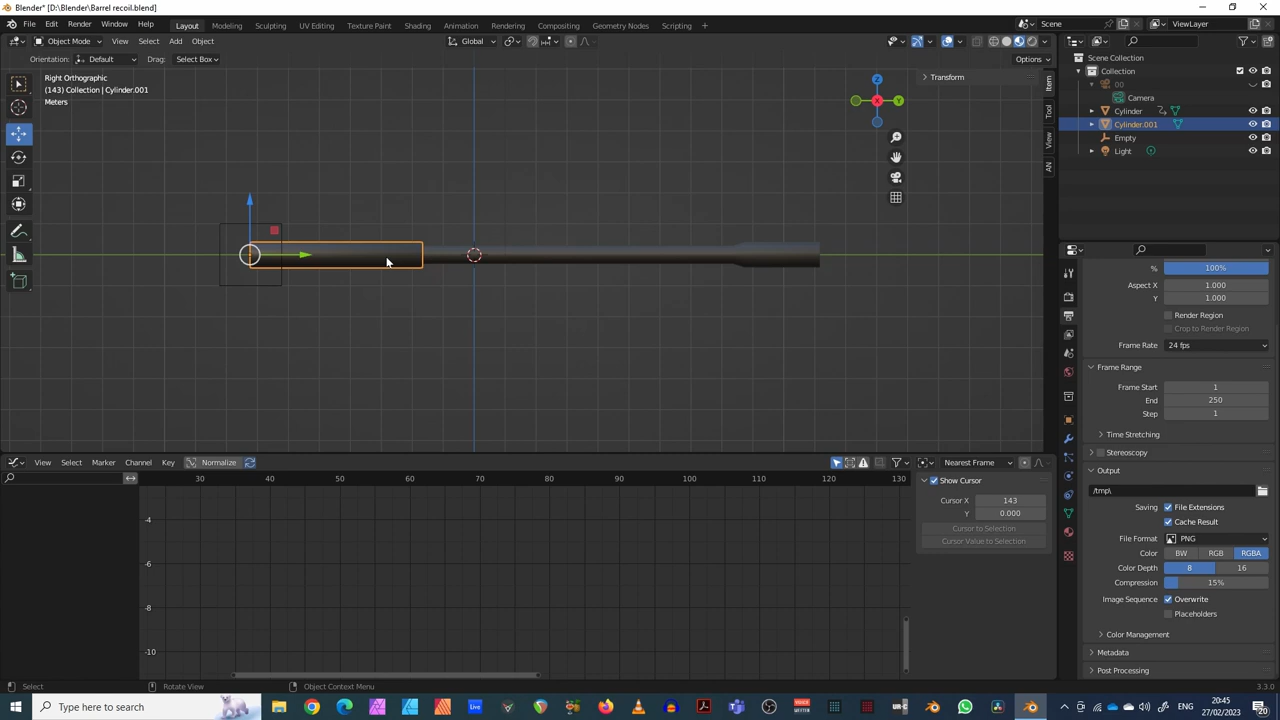 Blender* [D:\Blender\Barrel recoil.blend]
File Edit Render Window Help Layout Modeling Sculpting UV Editing Texture Paint Shading Animation Rendering Compositing Geometry Nodes Scripting + Scene ViewLayer
Object Mode View Select Add Object Global
Orientation: Default Drag: Select Box Options
Right Orthographic
(143) Collection | Cylinder.001
Meters
Transform
Item
Tool
View
AN
Z
X
Y
Scene Collection
Collection
00
Camera
Cylinder
Cylinder.001
Empty
Light
% 100%
Aspect X 1.000
Y 1.000
Render Region
Crop to Render Region
Frame Rate 24 fps
Frame Range
Frame Start 1
End 250
Step 1
Time Stretching
Stereoscopy
Output
/tmp\
Saving File Extensions
Cache Result
File Format PNG
Color BW RGB RGBA
Color Depth 8 16
Compression 15%
Image Sequence Overwrite
Placeholders
Color Management
Metadata
Post Processing
View Select Marker Channel Key Normalize Nearest Frame
30 40 50 60 70 80 90 100 110 120 130
-4
-6
-8
-10
Show Cursor
Cursor X 143
Y 0.000
Cursor to Selection
Cursor Value to Selection
Select Rotate View Object Context Menu 3.3.0
Type here to search
20:45
27/02/2023